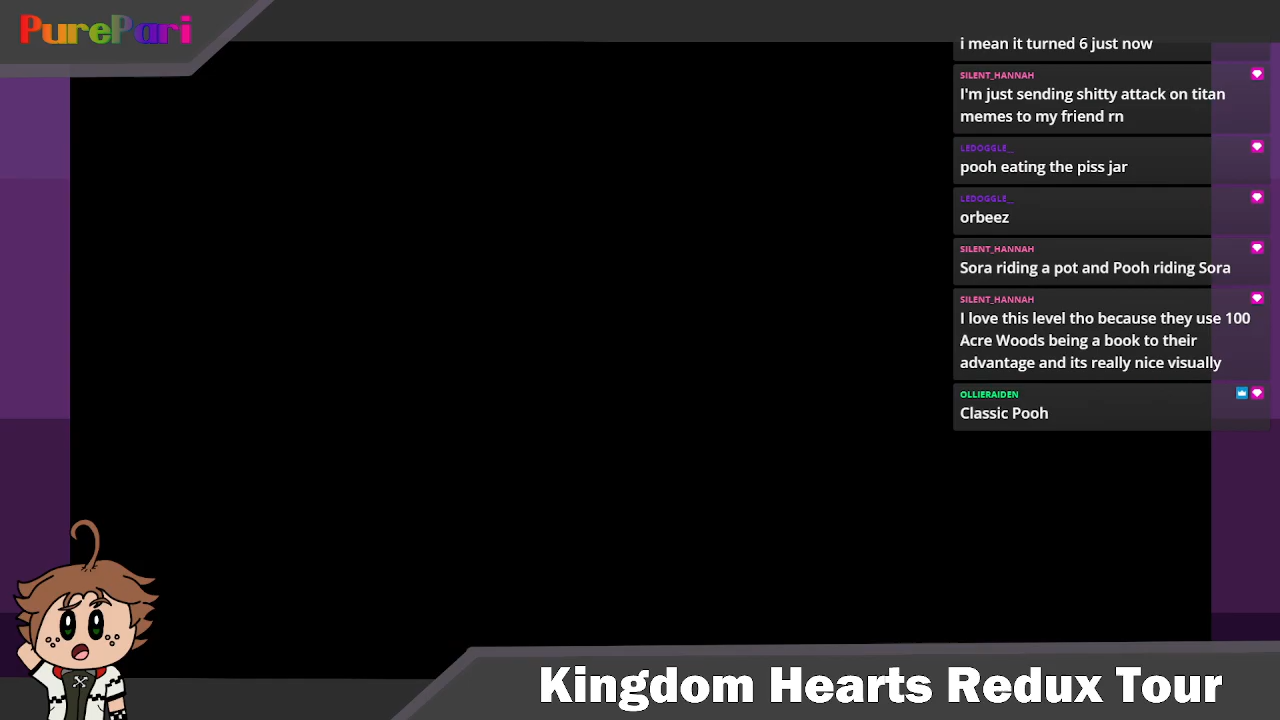 PurePari
i mean it turned 6 just now
SILENT_HANNAH
I'm just sending shitty attack on titan
memes to my friend rn
LEDOGGLE__
pooh eating the piss jar
LEDOGGLE__
orbeez
SILENT_HANNAH
Sora riding a pot and Pooh riding Sora
SILENT_HANNAH
I love this level tho because they use 100
Acre Woods being a book to their
advantage and its really nice visually
OLLIERAIDEN
Classic Pooh
Kingdom Hearts Redux Tour